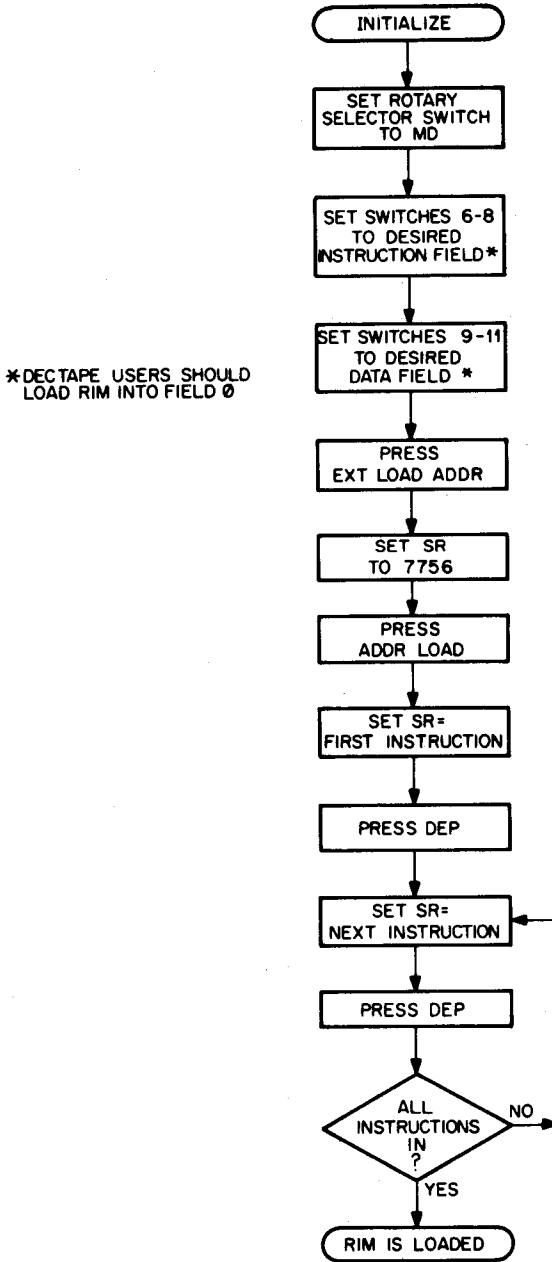 INITIALIZE
SET ROTARY
SELECTOR SWITCH
TO MD
SET SWITCHES 6-8
TO DESIRED
INSTRUCTION FIELD*
SET SWITCHES 9-11
TO DESIRED
DATA FIELD *
*DECTAPE USERS SHOULD
LOAD RIM INTO FIELD 0
PRESS
EXT LOAD ADDR
SET SR
TO 7756
PRESS
ADDR LOAD
SET SR=
FIRST INSTRUCTION
PRESS DEP
SET SR=
NEXT INSTRUCTION
PRESS DEP
ALL
INSTRUCTIONS
IN
?
NO
YES
RIM IS LOADED